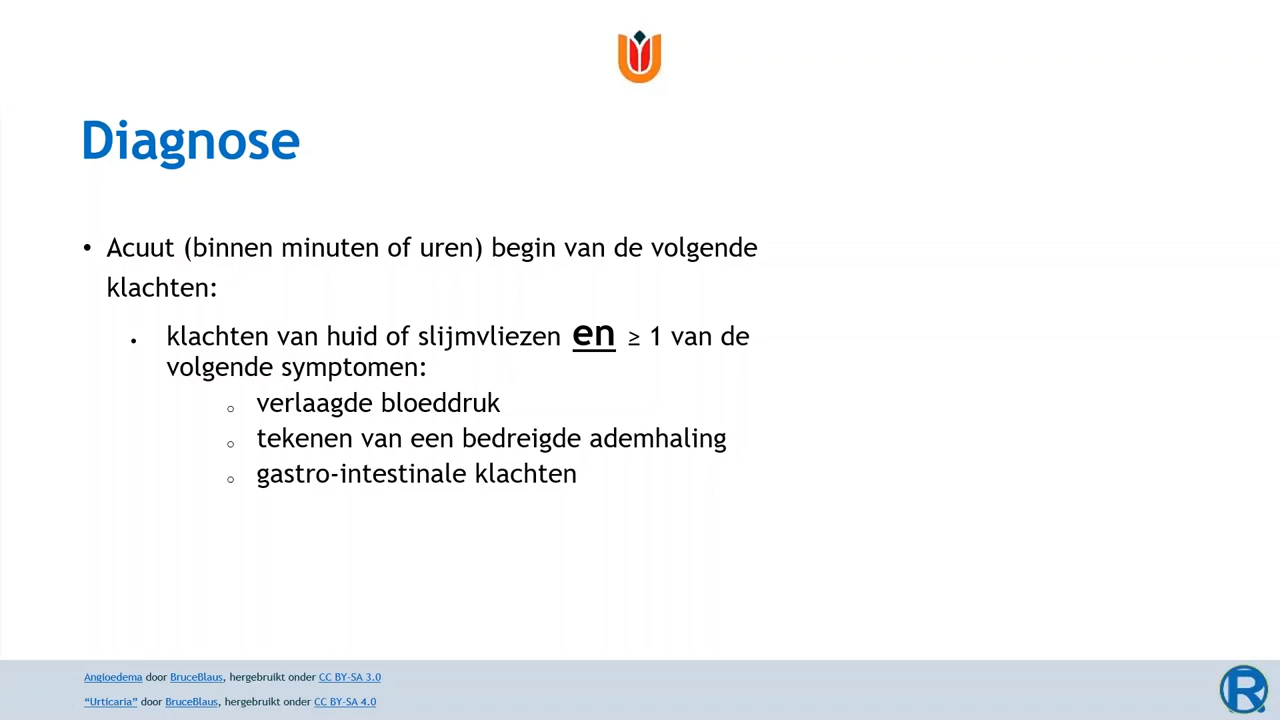 Diagnose
• Acuut (binnen minuten of uren) begin van de volgende
klachten:
• klachten van huid of slijmvliezen en ≥ 1 van de
volgende symptomen:
○ verlaagde bloeddruk
○ tekenen van een bedreigde ademhaling
○ gastro-intestinale klachten
Angioedema door BruceBlaus, hergebruikt onder CC BY-SA 3.0
“Urticaria” door BruceBlaus, hergebruikt onder CC BY-SA 4.0
R